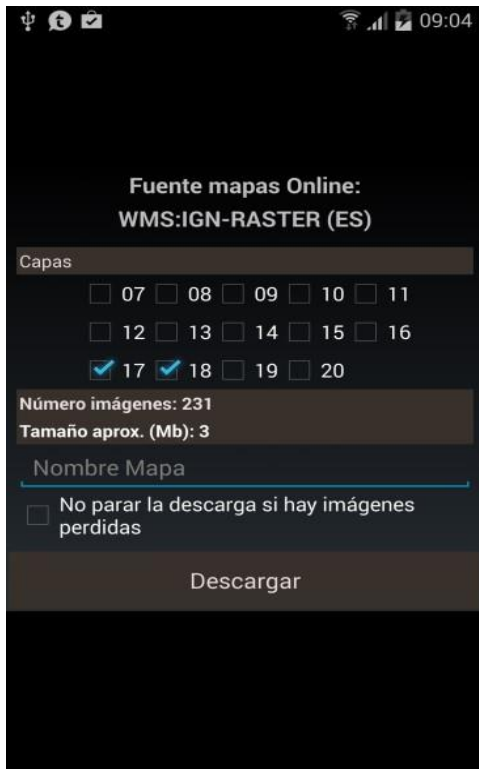 09:04
Fuente mapas Online:
WMS:IGN-RASTER (ES)
Capas
07 08 09 10 11
12 13 14 15 16
17 18 19 20
Número imágenes: 231
Tamaño aprox. (Mb): 3
Nombre Mapa
No parar la descarga si hay imágenes
perdidas
Descargar